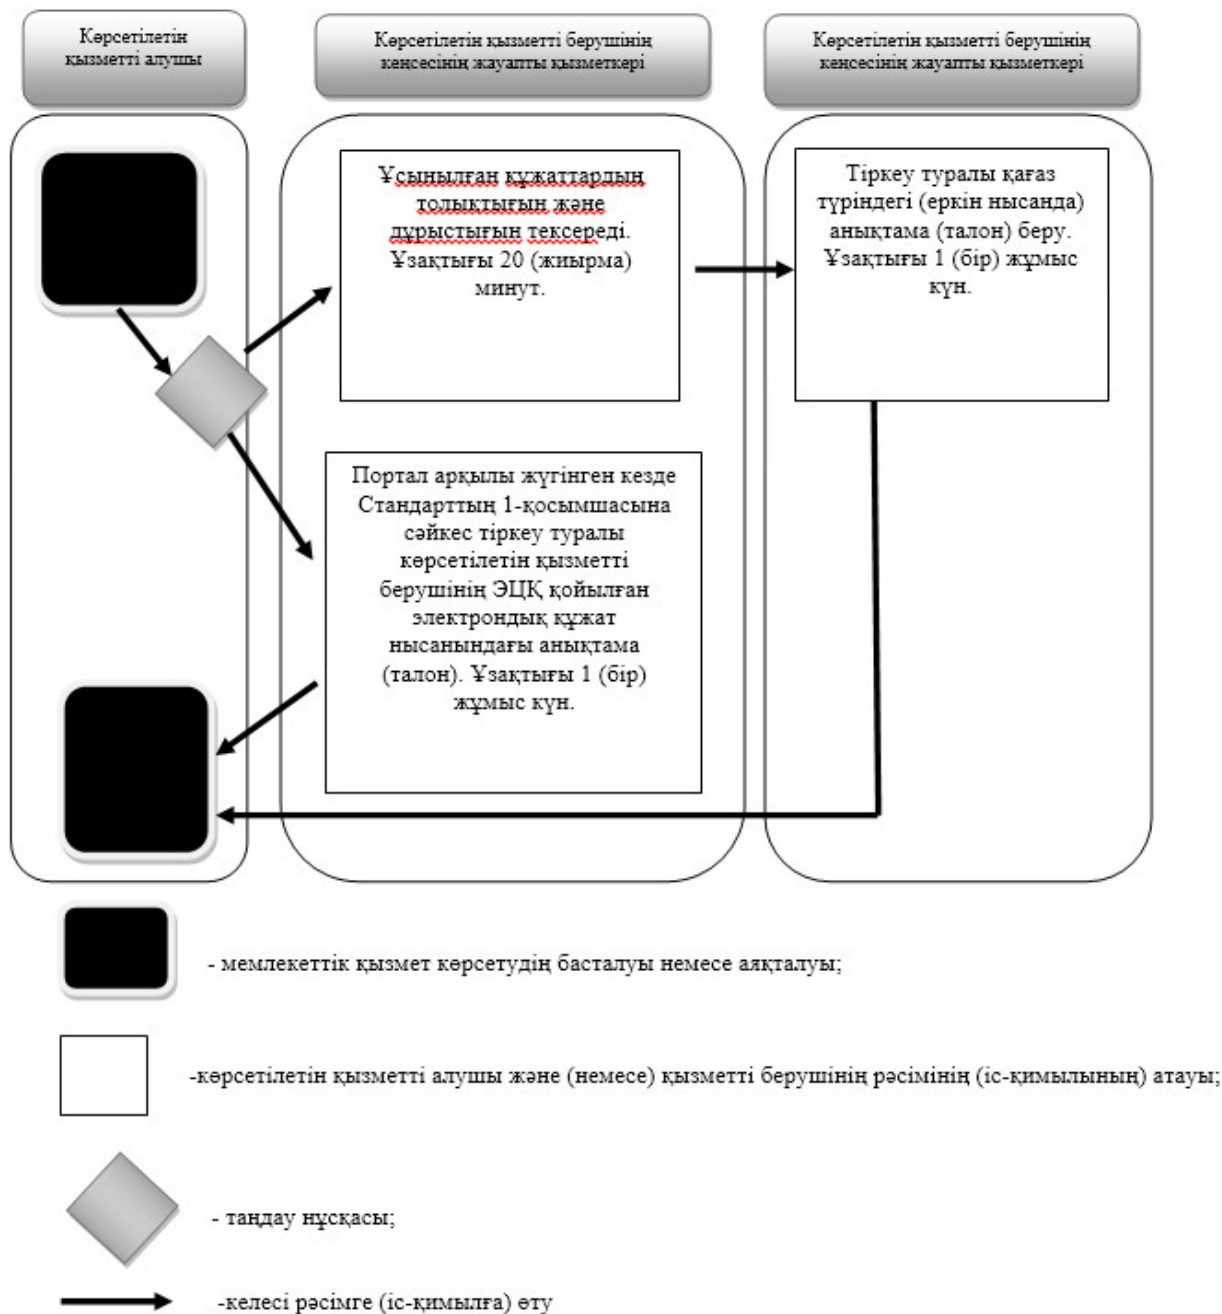 Көрсетілетін
қызметті алушы
Көрсетілетін қызметті берушінің
кеңсесінің жауапты қызметкері
Көрсетілетін қызметті берушінің
кеңсесінің жауапты қызметкері
Ұсынылған құжаттардың
толықтығын және
дұрыстығын тексереді.
Ұзақтығы 20 (жиырма)
минут.
Тіркеу туралы қағаз
түріндегі (еркін нысанда)
анықтама (талон) беру.
Ұзақтығы 1 (бір) жұмыс
күн.
Портал арқылы жүгінген кезде
Стандарттың 1-қосымшасына
сәйкес тіркеу туралы
көрсетілетін қызметті
берушінің ЭЦҚ қойылған
электрондық құжат
нысанындағы анықтама
(талон). Ұзақтығы 1 (бір)
жұмыс күн.
- мемлекеттік қызмет көрсетудің басталуы немесе аяқталуы;
-көрсетілетін қызметті алушы және (немесе) қызметті берушінің рәсімінің (іс-қимылының) атауы;
- таңдау нұсқасы;
-келесі рәсімге (іс-қимылға) өту